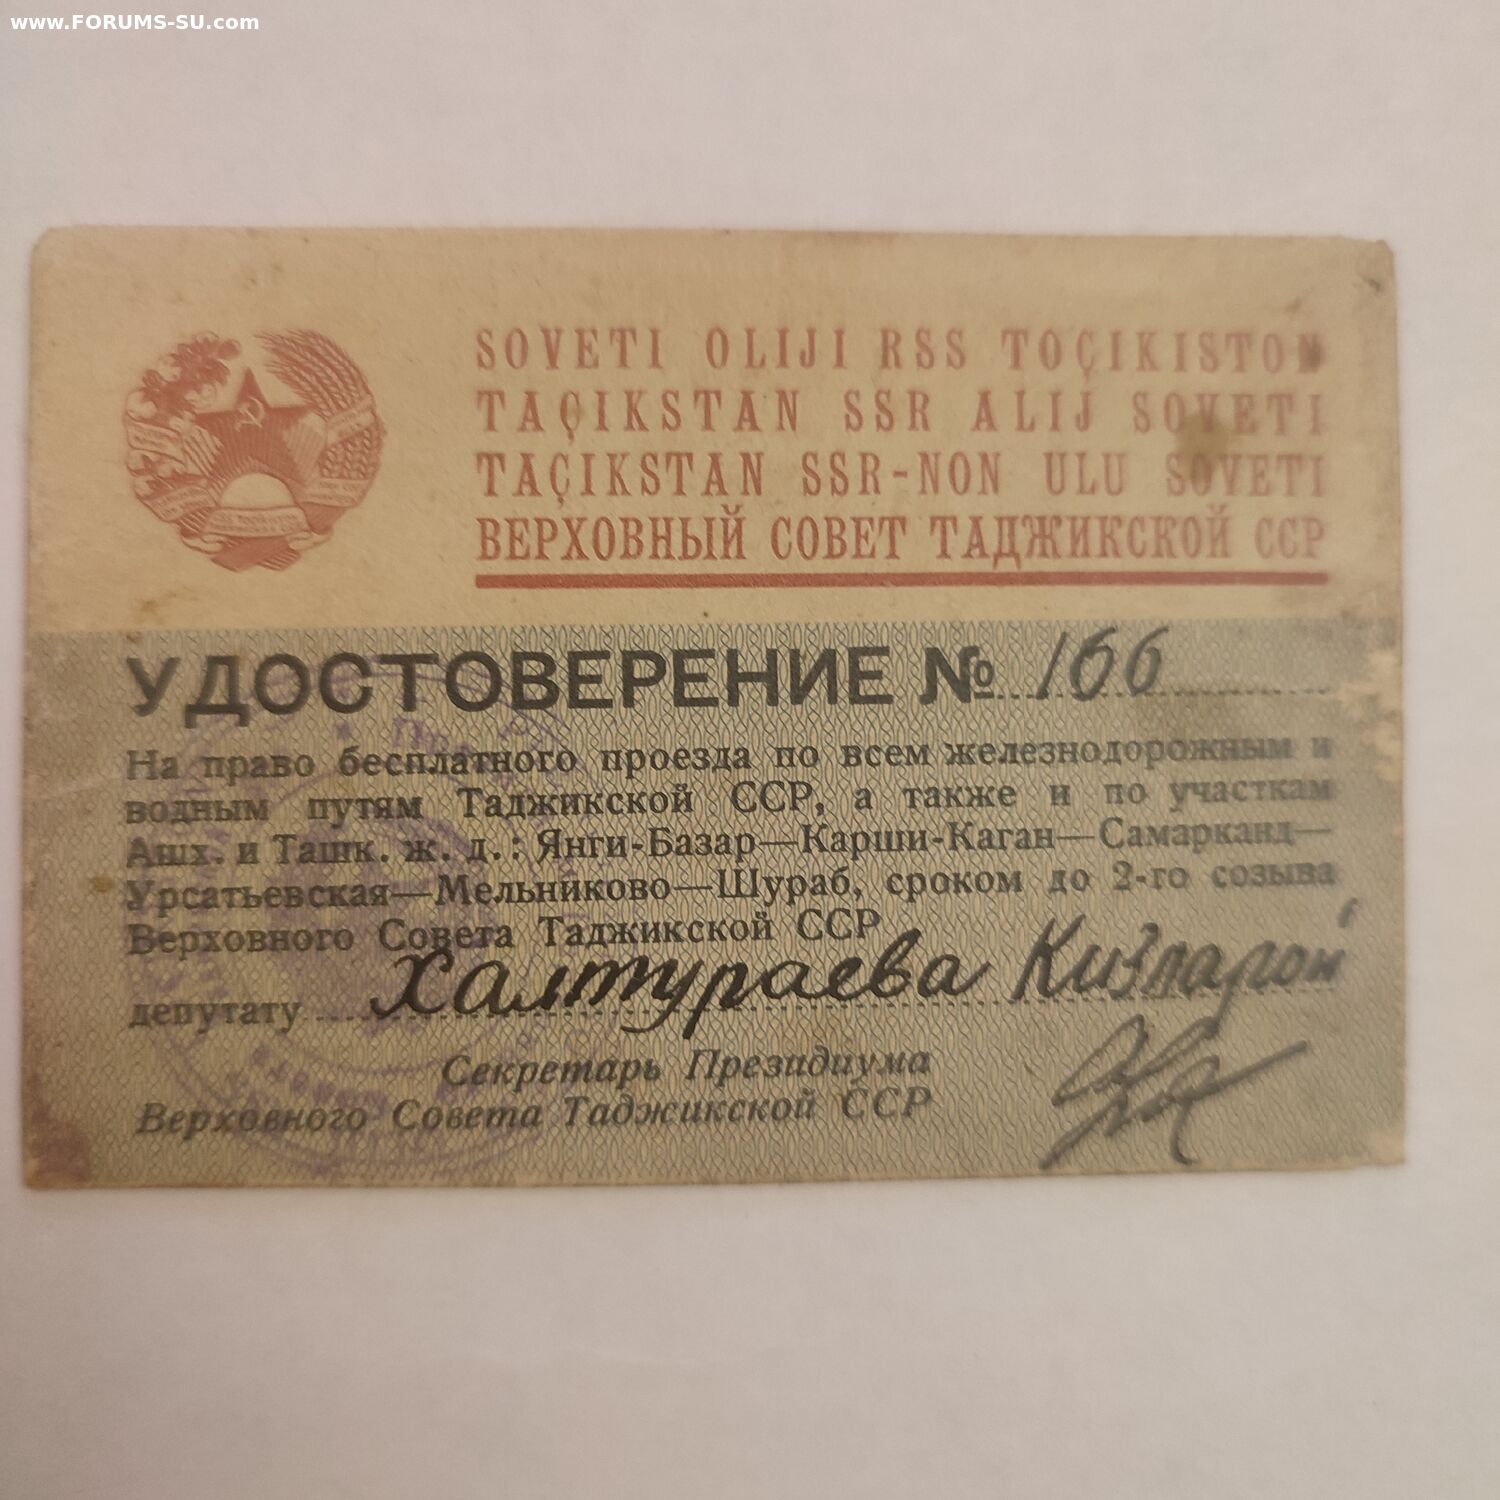 www.FORUMS-SU.com
SOVETI OLIJI RSS TOÇIKISTON
TAÇIKSTAN SSR ALIJ SOVETI
TAÇIKSTAN SSR-NON ULU SOVETI
ВЕРХОВНЫЙ СОВЕТ ТАДЖИКСКОЙ ССР
УДОСТОВЕРЕНИЕ № 166
На право бесплатного проезда по всем железнодорожным и
водным путям Таджикской ССР, а также и по участкам
Ашх. и Ташк. ж. д.: Янги-Базар—Карши-Каган—Самарканд—
Урсатьевская—Мельниково—Шураб, сроком до 2-го созыва
Верховного Совета Таджикской ССР
депутату Халтураева
Секретарь Президиума
Верховного Совета Таджикской ССР